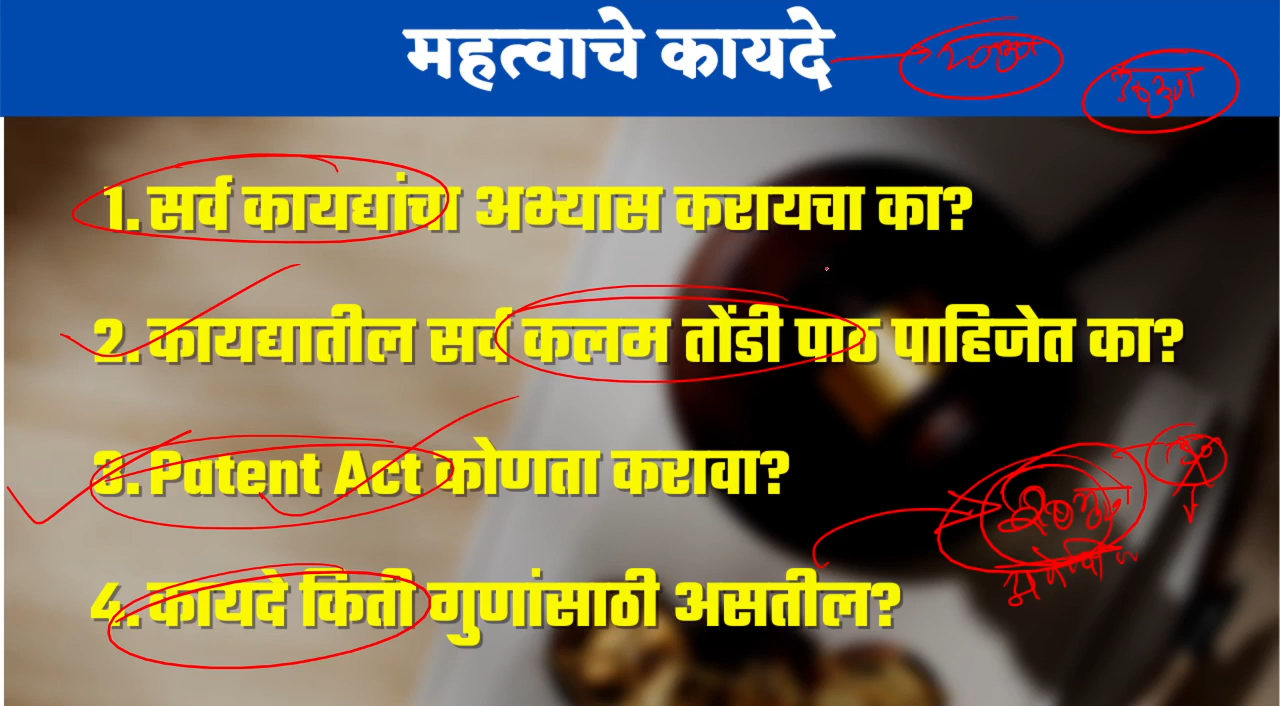 महत्वाचे कायदे
1. सर्व कायद्यांचा अभ्यास करायचा का?
2. कायद्यातील सर्व कलम तोंडी पाठ पाहिजेत का?
3. Patent Act कोणता करावा?
4. कायदे किती गुणांसाठी असतील?